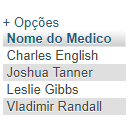 + Opções
Nome do Medico
Charles English
Joshua Tanner
Leslie Gibbs
Vladimir Randall